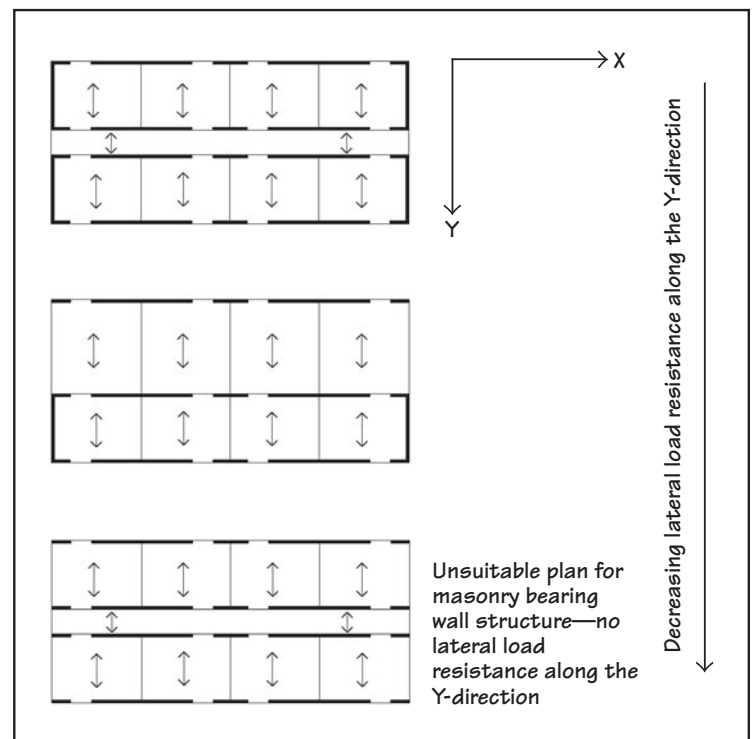 X
Y
Decreasing lateral load resistance along the Y-direction
Unsuitable plan for
masonry bearing
wall structure—no
lateral load
resistance along the
Y-direction